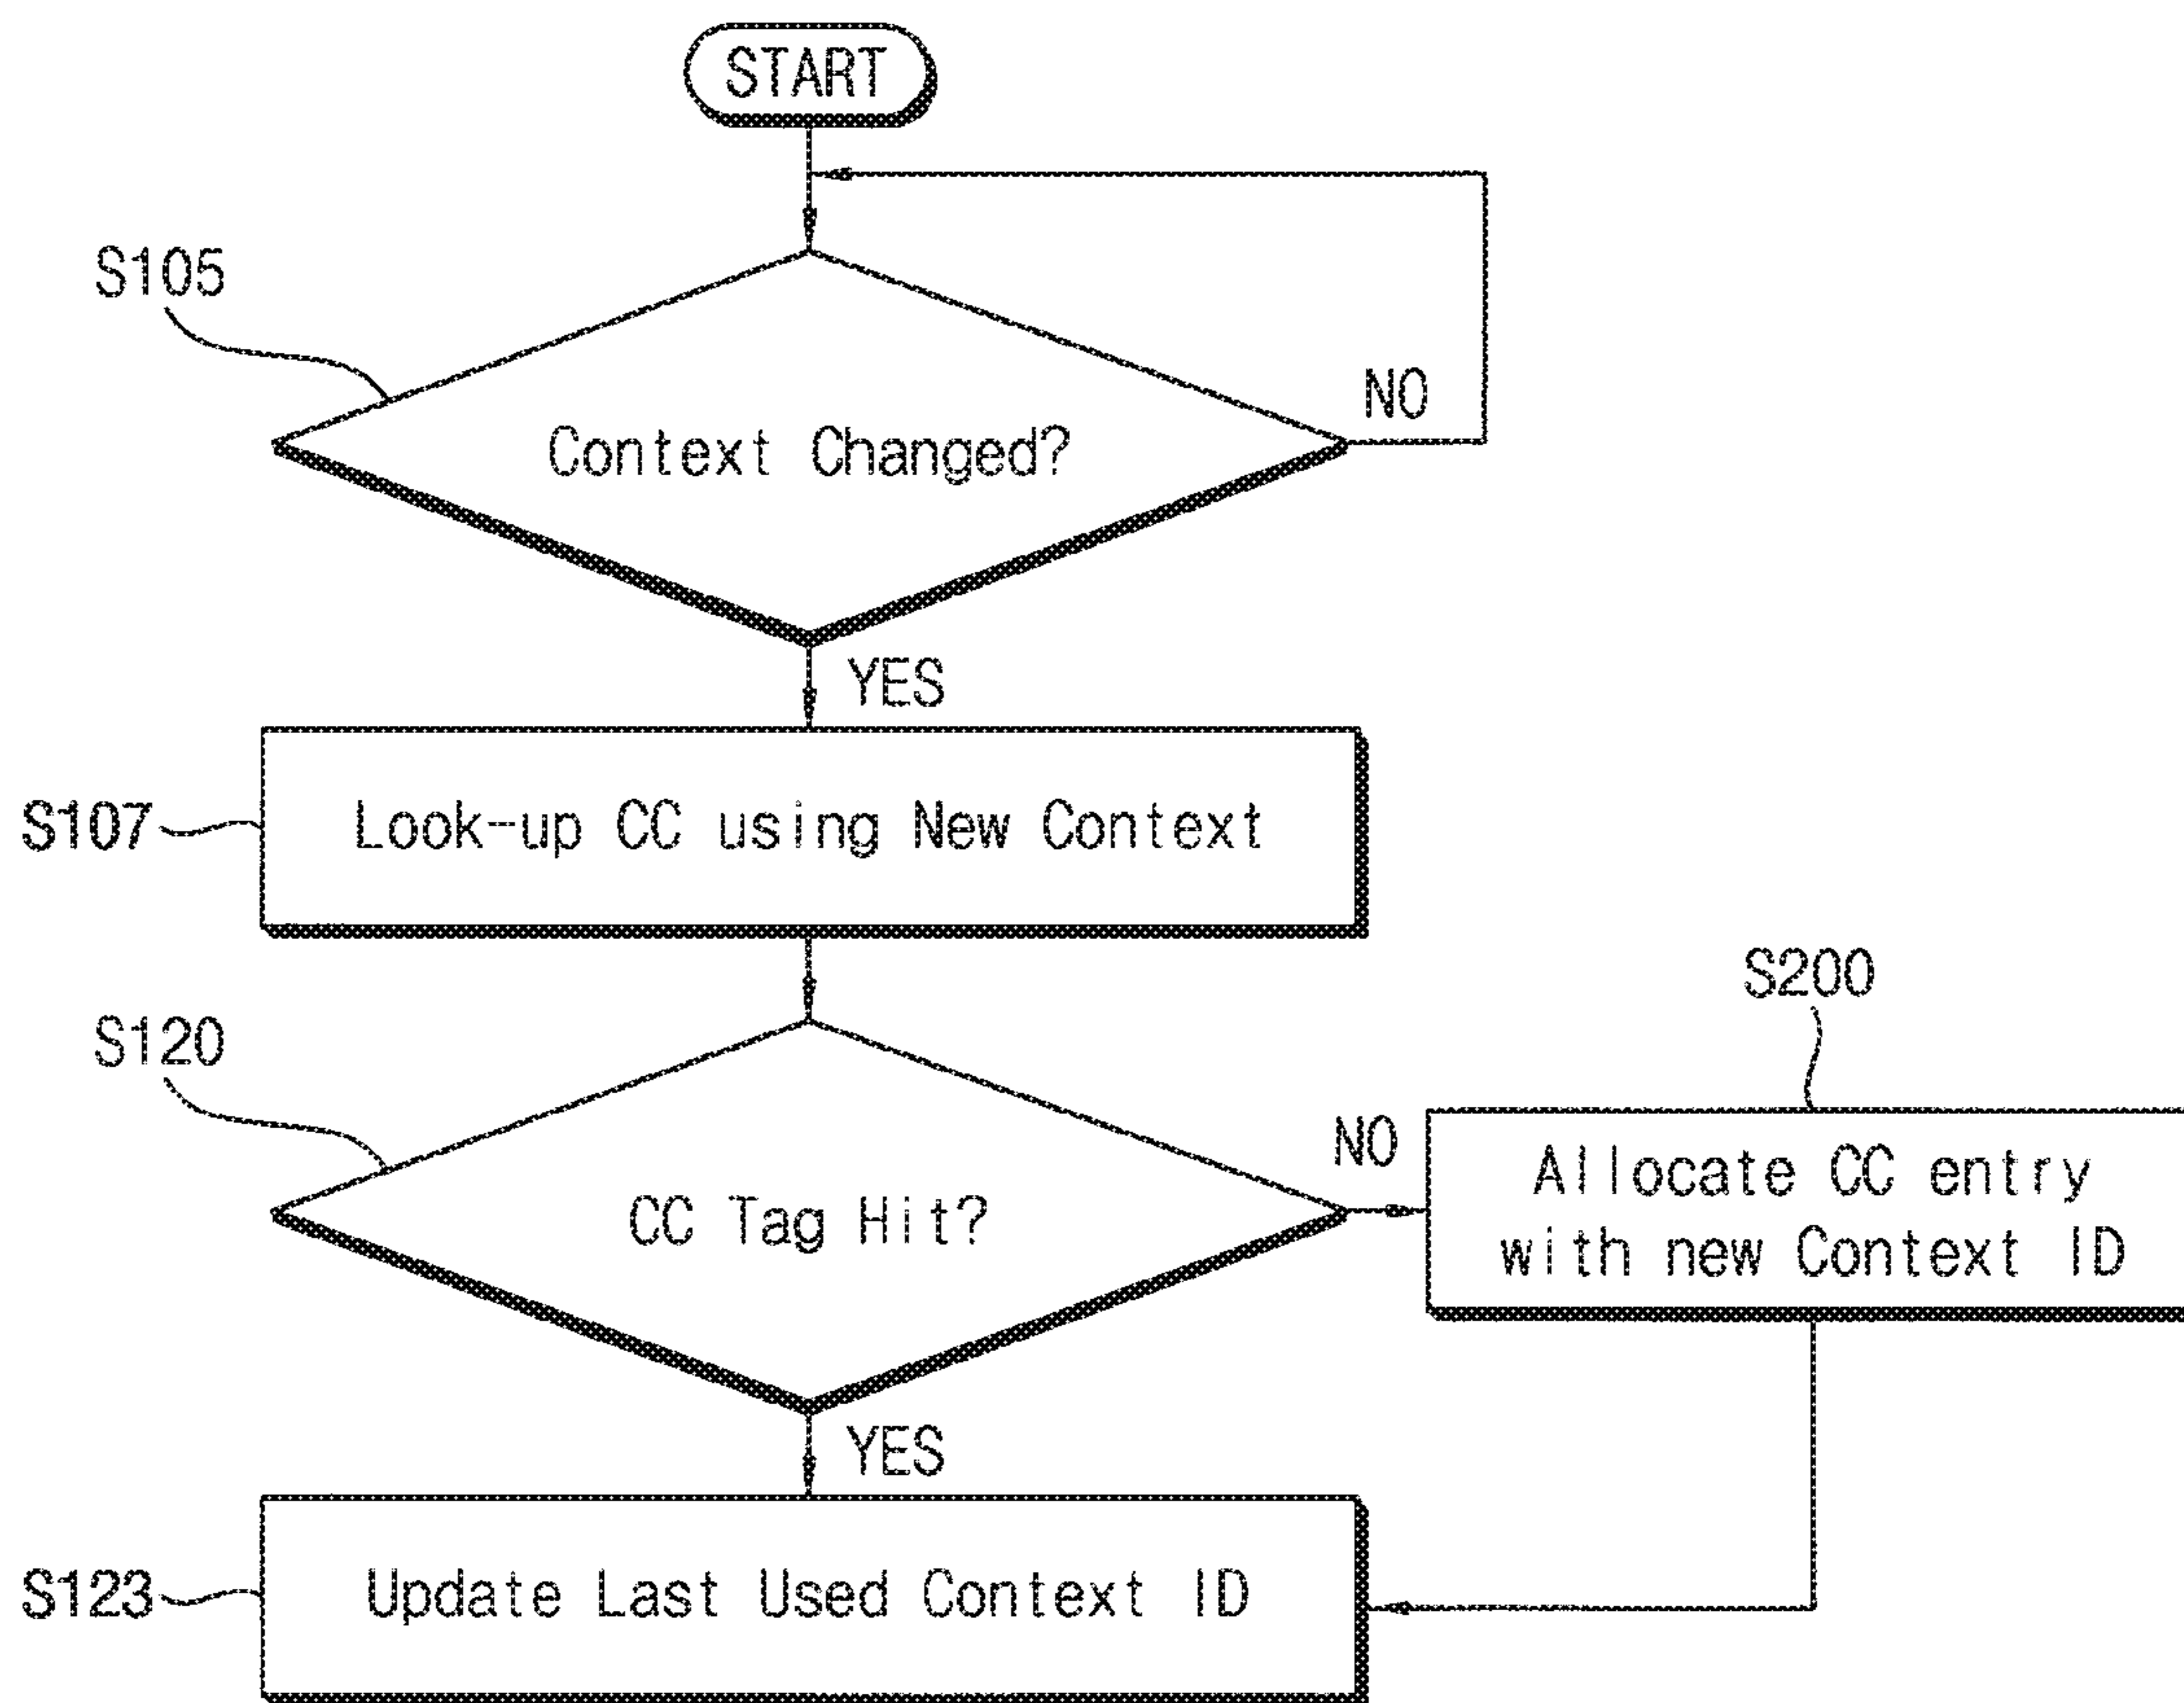 START
S105
NO
Context Changed?
YES
S107
Look-up CC using New Context
S200
S120
NO
Allocate CC entry
with new Context ID
CC Tag Hit?
YES
S123
Update Last Used Context ID